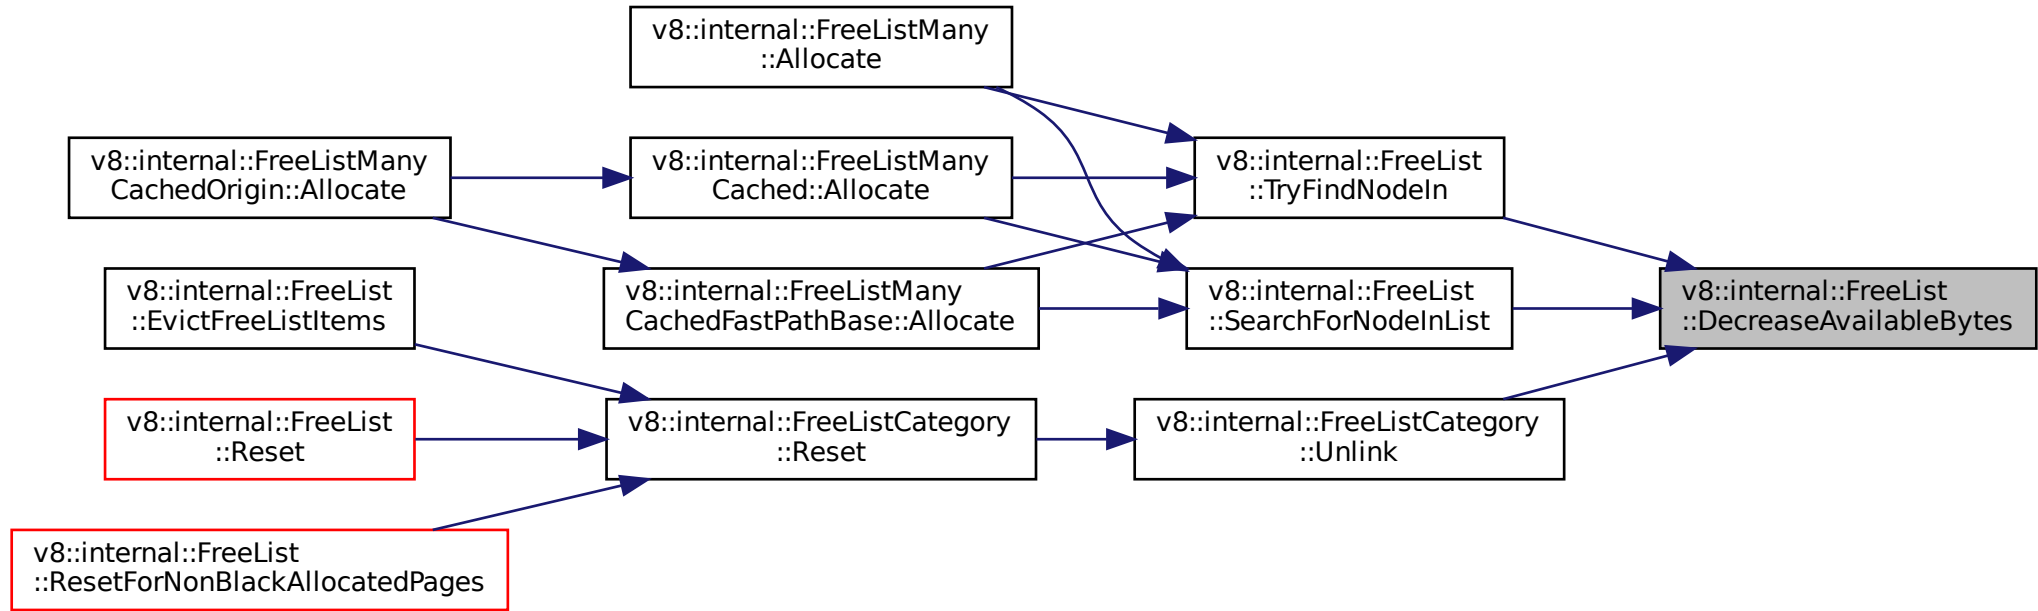 v8::internal::FreeListMany
::Allocate
v8::internal::FreeListMany
CachedOrigin::Allocate
v8::internal::FreeListMany
Cached::Allocate
v8::internal::FreeList
::TryFindNodeIn
v8::internal::FreeList
::EvictFreeListItems
v8::internal::FreeListMany
CachedFastPathBase::Allocate
v8::internal::FreeList
::SearchForNodeInList
v8::internal::FreeList
::DecreaseAvailableBytes
v8::internal::FreeList
::Reset
v8::internal::FreeListCategory
::Reset
v8::internal::FreeListCategory
::Unlink
v8::internal::FreeList
::ResetForNonBlackAllocatedPages